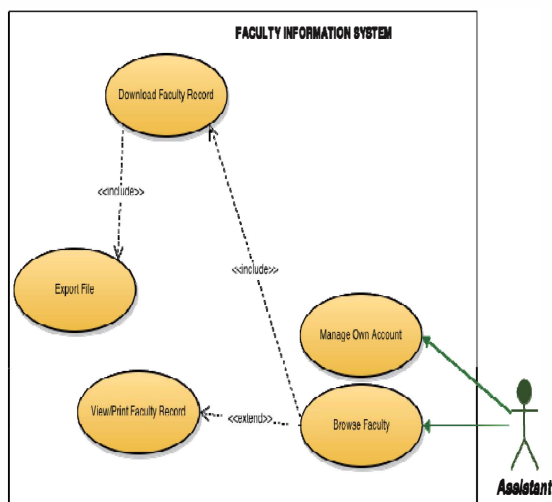 FACULTY INFORMATION SYSTEM
Download Faculty Rocord
<<include>>
<<include>>
Export File
Manage Own Account
View/Print Faculty Record
<<extend>>
Browse Faculty
Assistant